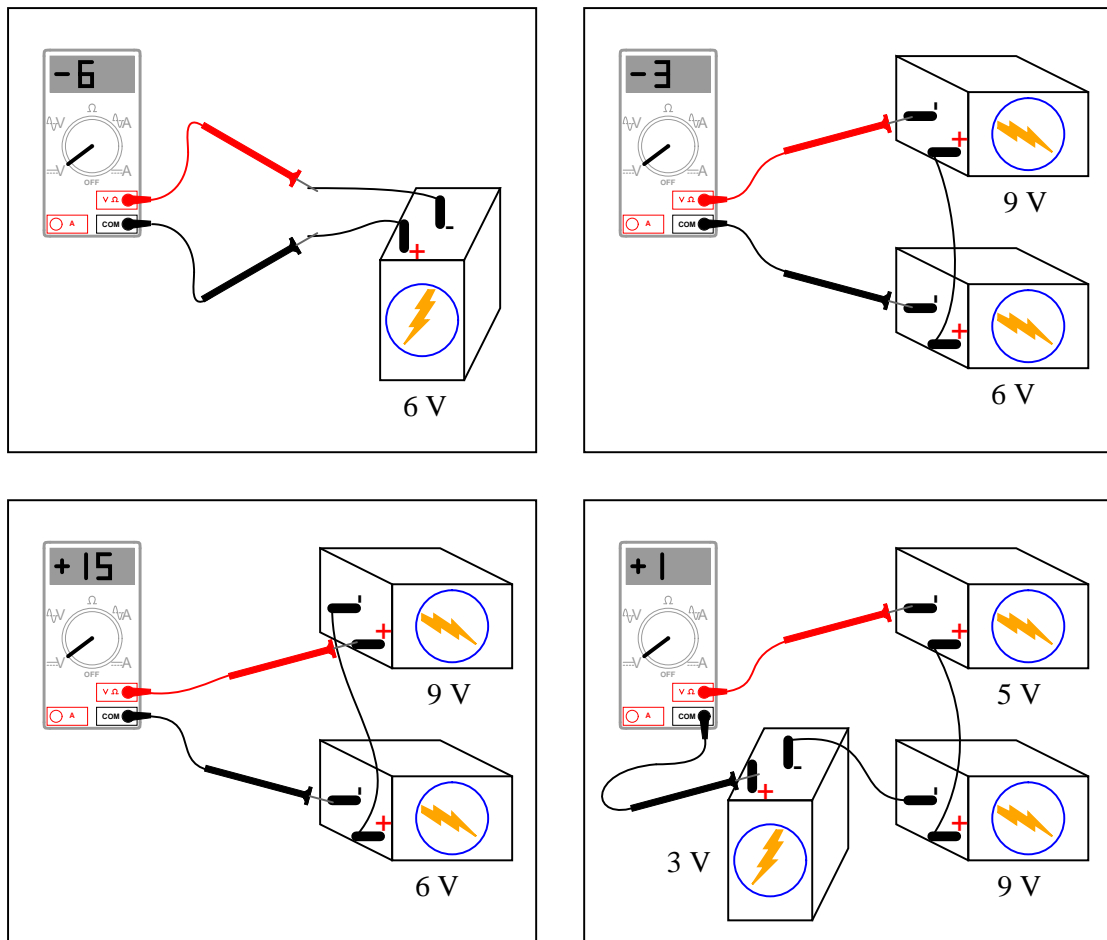 -6
Ω
V A
V A
OFF
V Ω
A COM
-
+
6 V
-3
Ω
V A
V A
OFF
V Ω
A COM
-
+
9 V
-
+
6 V
+15
Ω
V A
V A
OFF
V Ω
A COM
-
+
9 V
-
+
6 V
+1
Ω
V A
V A
OFF
V Ω
A COM
-
+
5 V
-
+
3 V
-
+
9 V